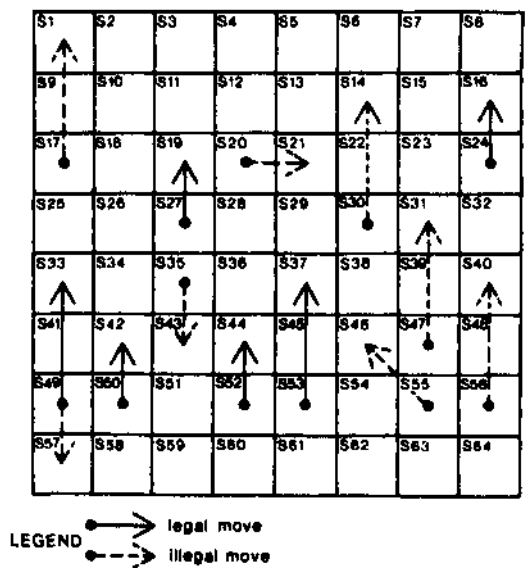 S1 S2 S3 S4 S5 S6 S7 S8
S9 S10 S11 S12 S13 S14 S15 S16
S17 S18 S19 S20 S21 S22 S23 S24
S25 S26 S27 S28 S29 S30 S31 S32
S33 S34 S35 S36 S37 S38 S39 S40
S41 S42 S43 S44 S45 S46 S47 S48
S49 S50 S51 S52 S53 S54 S55 S56
S57 S58 S59 S60 S61 S62 S63 S64
LEGEND
legal move
illegal move